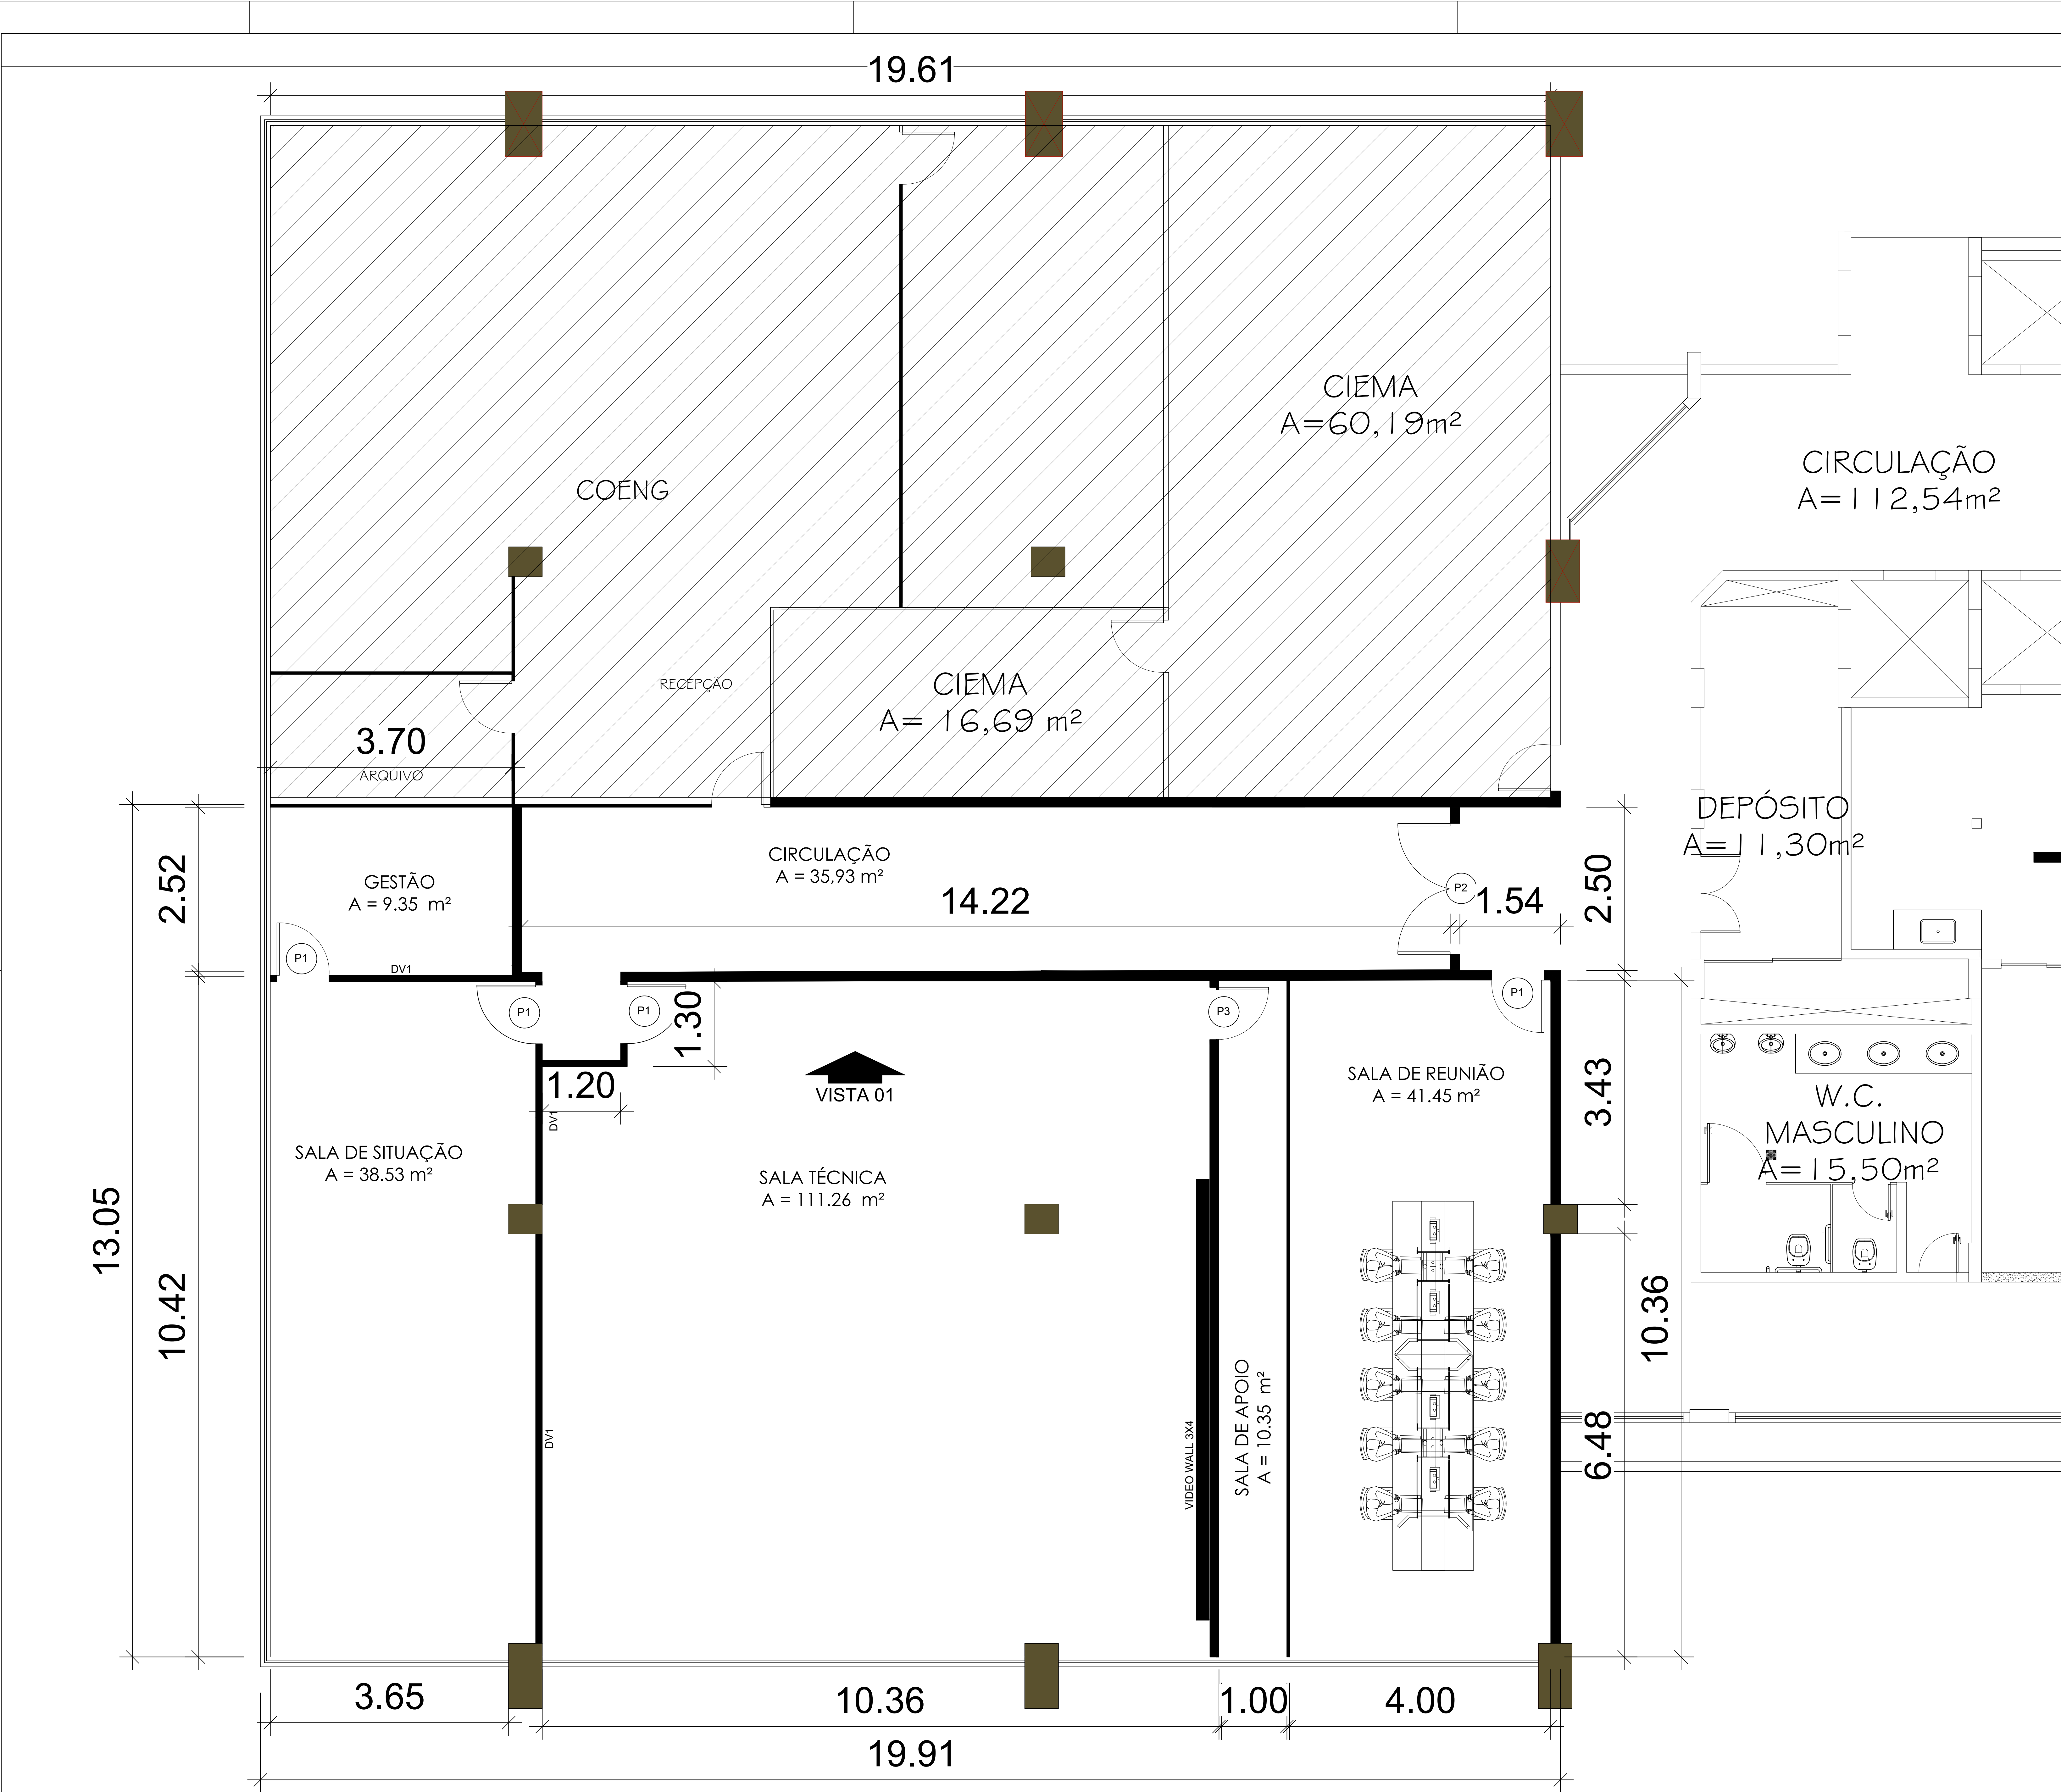 19.61
CIEMA
A=60,19m²
CIRCULAÇÃO
A=112,54m²
COENG
RECEPÇÃO
CIEMA
A= 16,69 m²
3.70
ARQUIVO
DEPÓSITO
A=11,30m²
CIRCULAÇÃO
A = 35,93 m²
GESTÃO
A = 9.35 m²
2.52
14.22
P2
1.54
2.50
P1
DV1
P1
P1
1.30
P3
P1
1.20
DV1
VISTA 01
SALA DE REUNIÃO
A = 41.45 m²
3.43
W.C.
MASCULINO
A=15,50m²
SALA DE SITUAÇÃO
A = 38.53 m²
SALA TÉCNICA
A = 111.26 m²
13.05
10.42
10.36
DV1
VIDEO WALL 3X4
SALA DE APOIO
A = 10.35 m²
6.48
3.65
10.36
1.00
4.00
19.91